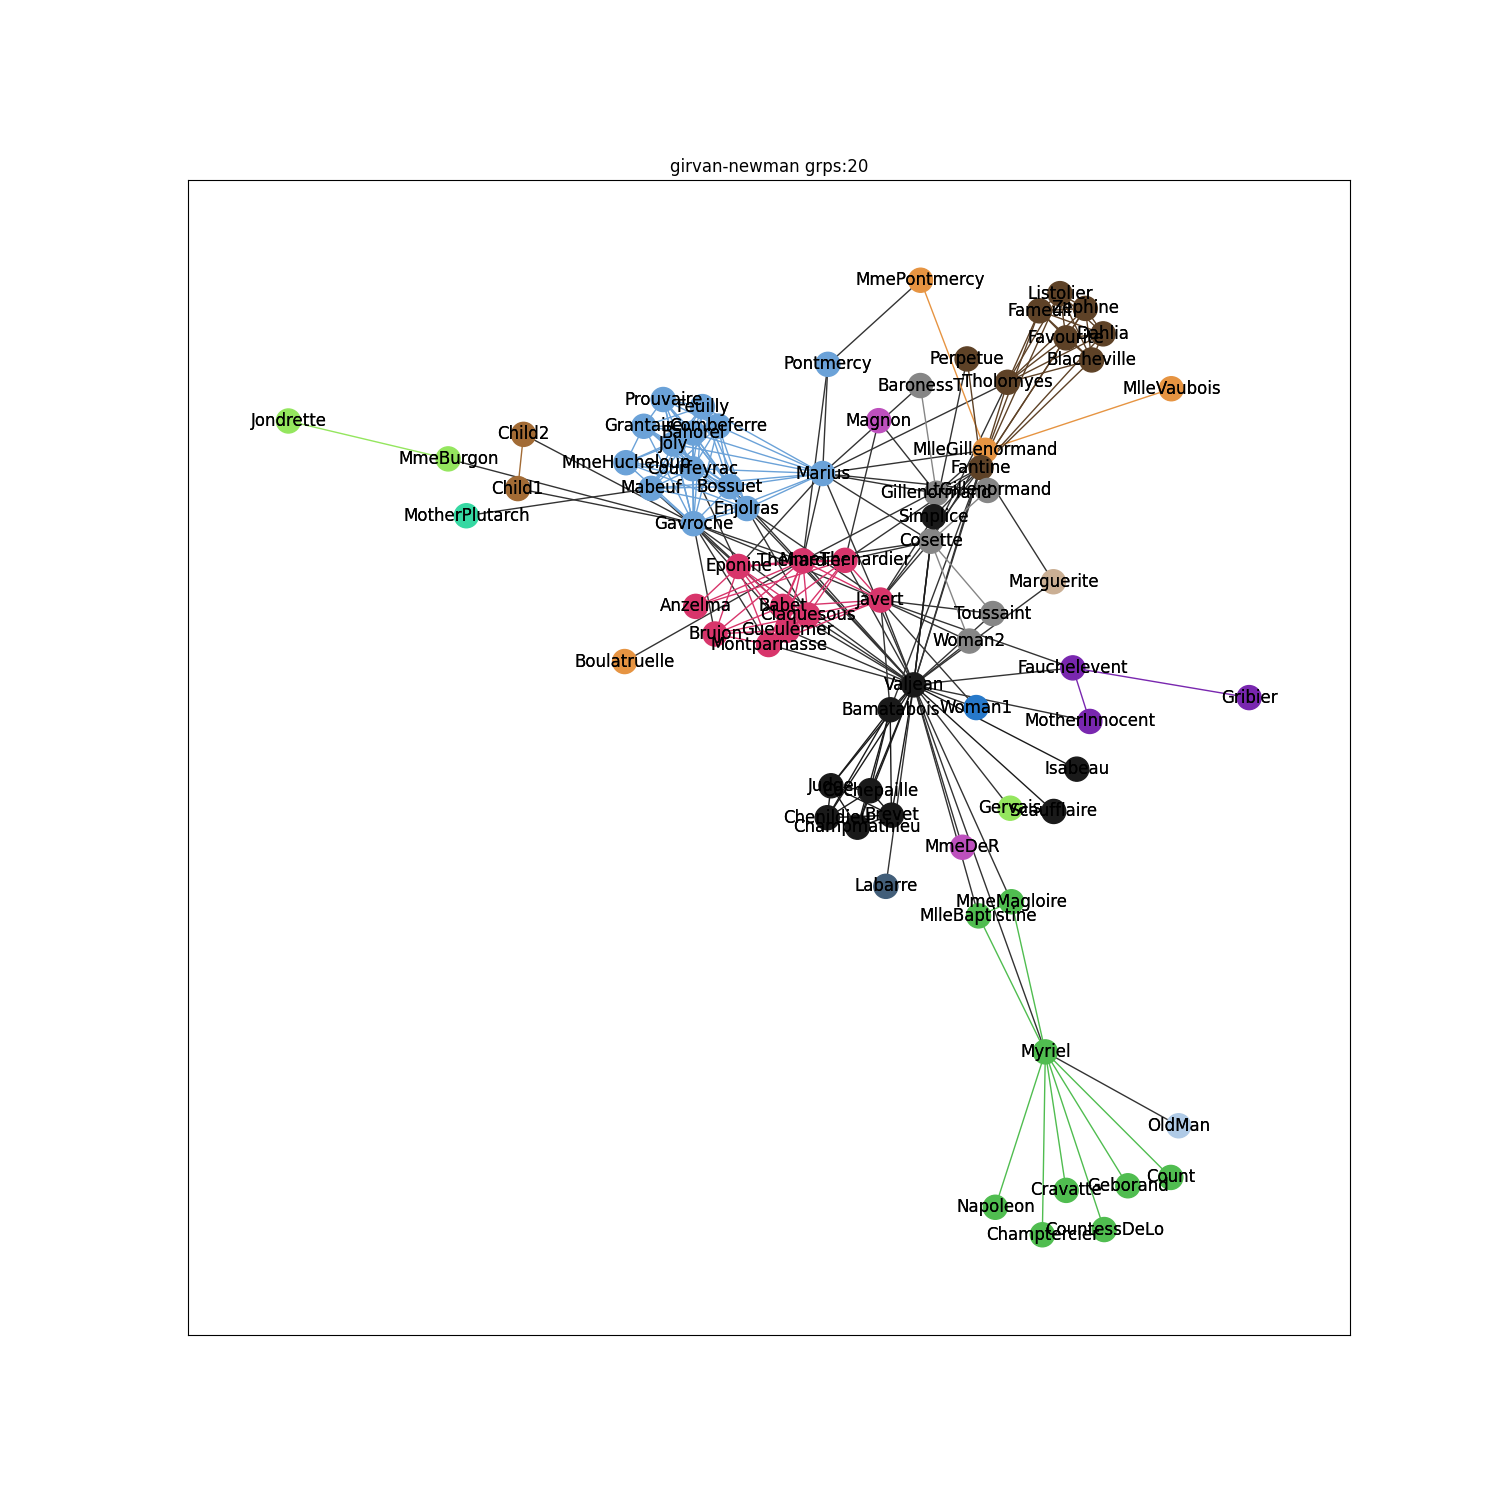 girvan-newman grps:20
MmePontmercy
Listolier
Zephine
Fameuil
Dahlia
Favourite
Perpetue
Blacheville
Pontmercy
Tholomyes
BaronessT
MlleVaubois
Prouvaire
Feuilly
Jondrette
Magnon
Grantaire
Combeferre
Bahorel
Child2
Joly
MlleGillenormand
MmeBurgon
MmeHucheloup
Courfeyrac
Fantine
Marius
Child1
Mabeuf
Bossuet
Gillenormand
LtGillenormand
Enjolras
MotherPlutarch
Simplice
Gavroche
Cosette
Eponine
Thenardier
MmeThenardier
Marguerite
Anzelma
Babet
Javert
Claquesous
Toussaint
Brujon
Gueulemer
Woman2
Montparnasse
Boulatruelle
Fauchelevent
Valjean
Gribier
Bamatabois
Woman1
MotherInnocent
Isabeau
Judge
Cochepaille
Gervais
Scaufflaire
Chenildieu
Brevet
Champmathieu
MmeDeR
Labarre
MmeMagloire
MlleBaptistine
Myriel
OldMan
Count
Geborand
Cravatte
Napoleon
CountessDeLo
Champtercier